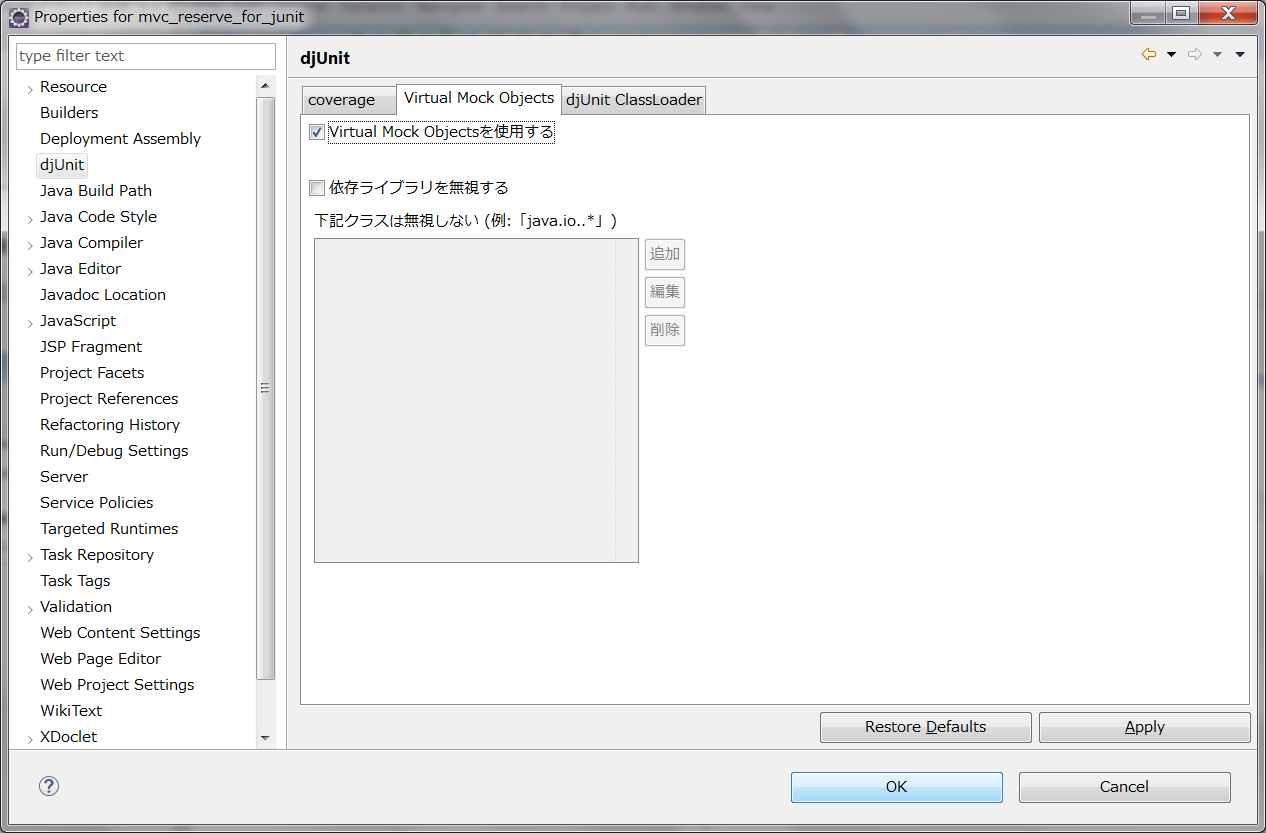 Properties for mvc_reserve_for_junit
type filter text
Resource
Builders
Deployment Assembly
djUnit
Java Build Path
Java Code Style
Java Compiler
Java Editor
Javadoc Location
JavaScript
JSP Fragment
Project Facets
Project References
Refactoring History
Run/Debug Settings
Server
Service Policies
Targeted Runtimes
Task Repository
Task Tags
Validation
Web Content Settings
Web Page Editor
Web Project Settings
WikiText
XDoclet
djUnit
coverage Virtual Mock Objects djUnit ClassLoader
Virtual Mock Objectsを使用する
依存ライブラリを無視する
下記クラスは無視しない (例:「java.io..*」)
追加
編集
削除
Restore Defaults Apply
OK Cancel